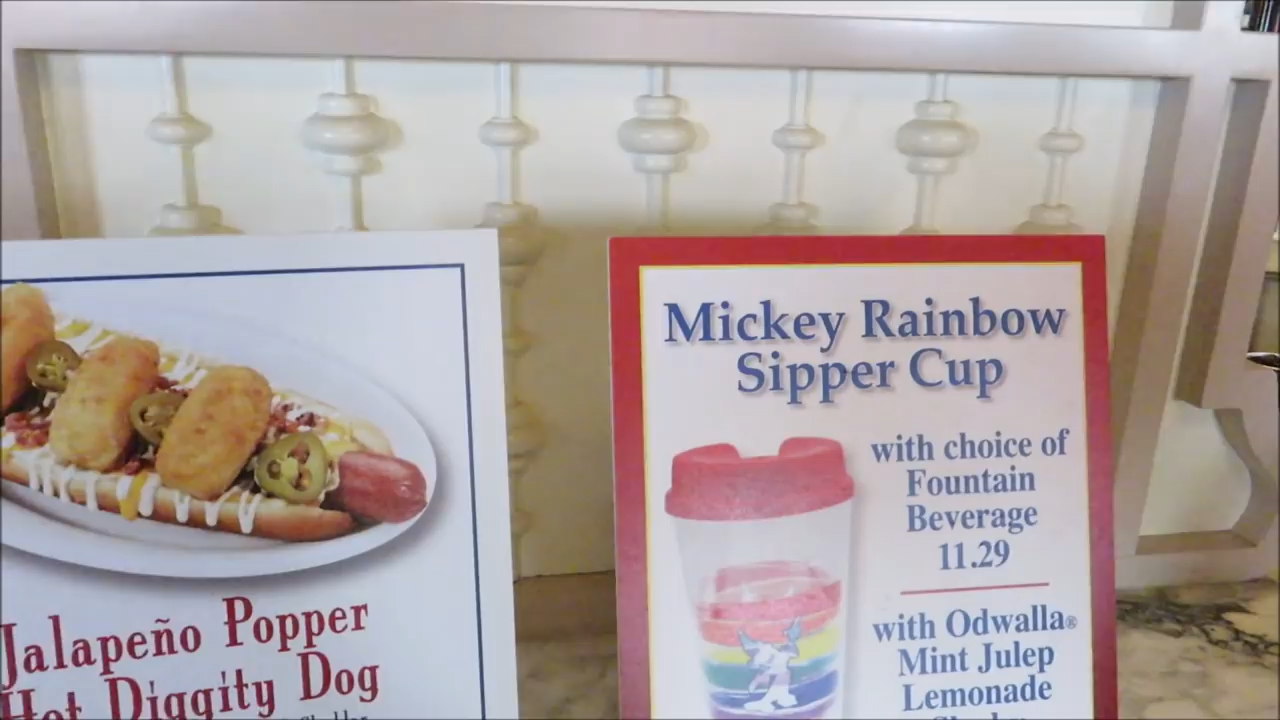 Jalapeño Popper
Hot Diggity Dog
Mickey Rainbow
Sipper Cup
with choice of
Fountain
Beverage
11.29
with Odwalla®
Mint Julep
Lemonade